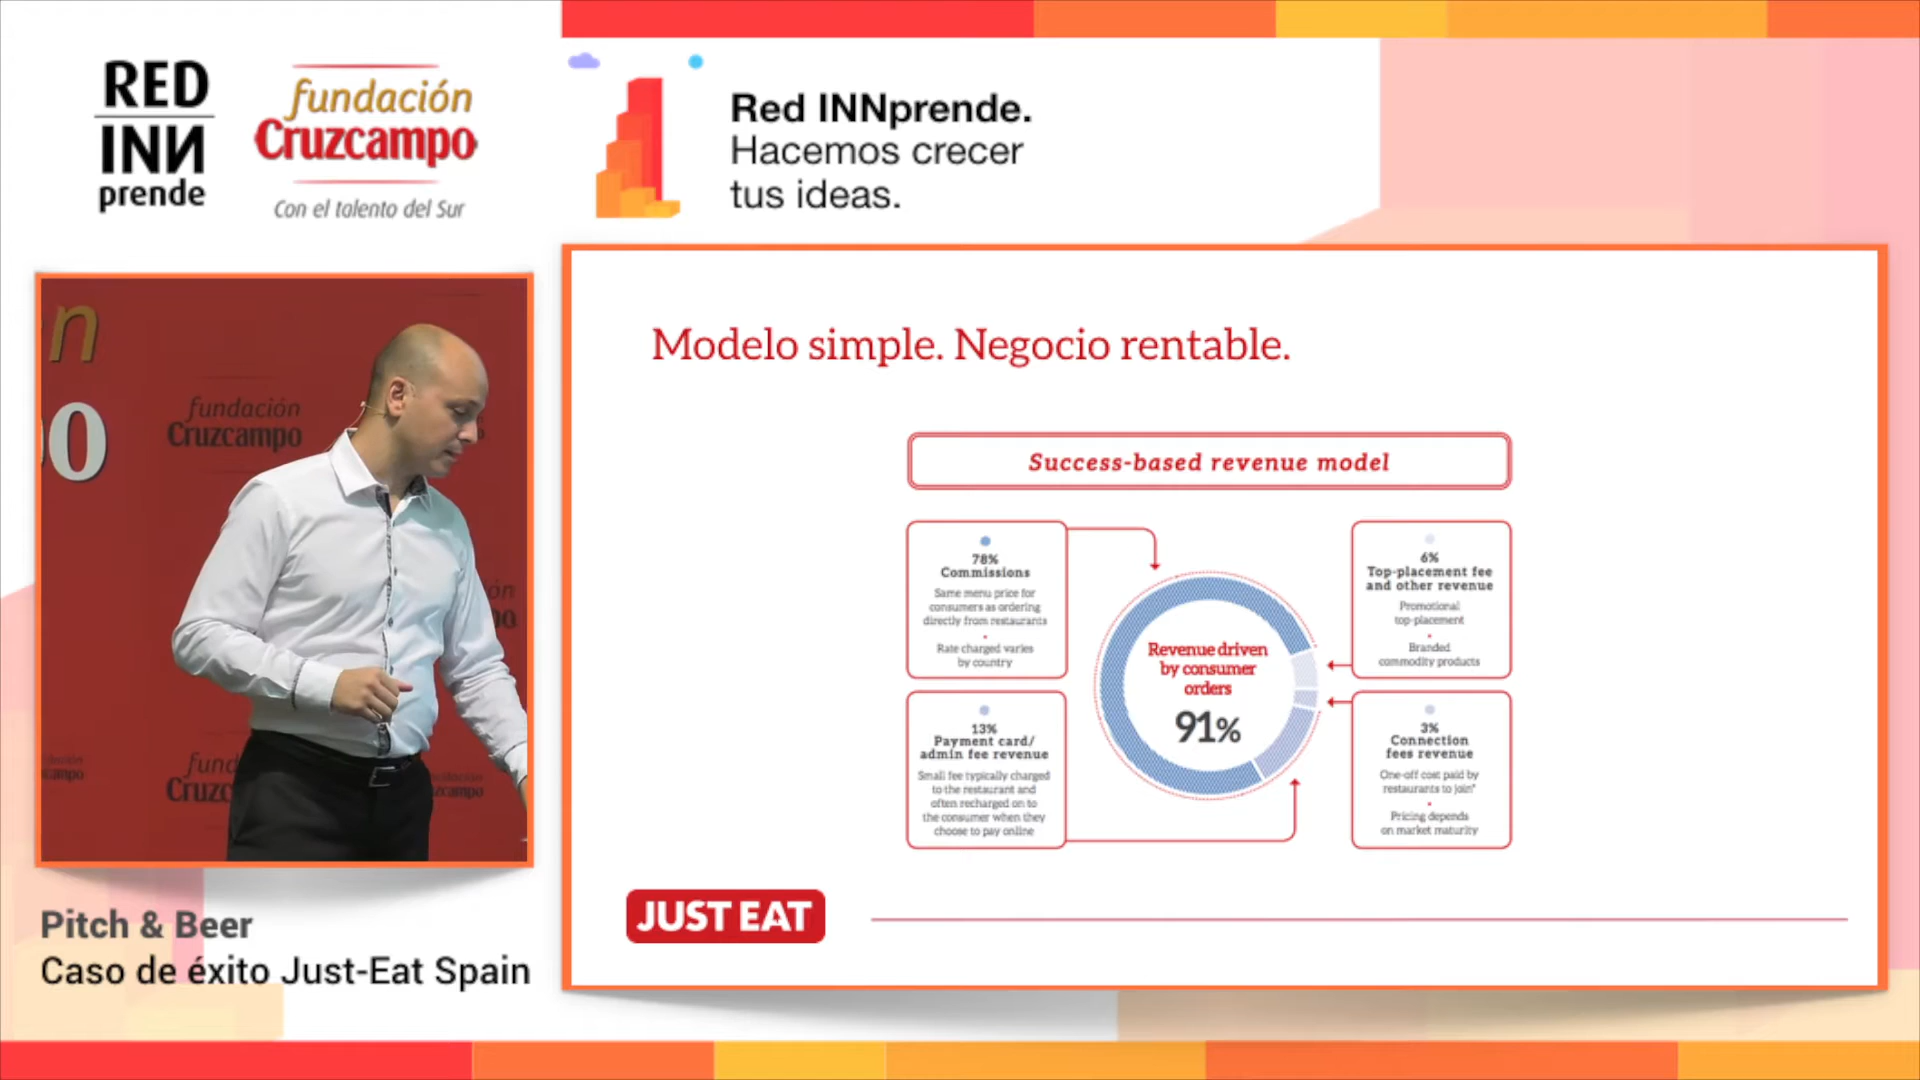 RED
INN
prende
fundación
Cruzcampo
Con el talento del Sur
Red INNprende.
Hacemos crecer
tus ideas.
n
0
fundación
Cruzcampo
fund
Cruzc
Modelo simple. Negocio rentable.
Success-based revenue model
78%
Commissions
Same menu price for
consumers as ordering
directly from restaurants
Rate charged varies
by country
13%
Payment card/
admin fee revenue
Small fee typically charged
to the restaurant and
often recharged on to
the consumer when they
choose to pay online
Revenue driven
by consumer
orders
91%
6%
Top-placement fee
and other revenue
Promotional
top-placement
Branded
commodity products
3%
Connection
fees revenue
One-off cost paid by
restaurants to join*
Pricing depends
on market maturity
JUST EAT
Pitch & Beer
Caso de éxito Just-Eat Spain